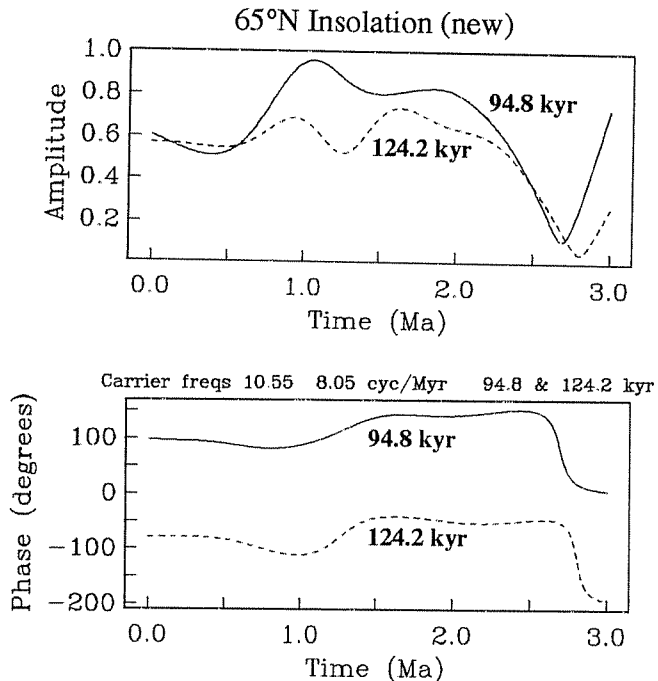 65°N Insolation (new)
Amplitude
1.0
0.8
0.6
0.4
0.2
94.8 kyr
124.2 kyr
0.0 1.0 2.0 3.0
Time (Ma)
Carrier freqs 10.55 8.05 cyc/Myr 94.8 & 124.2 kyr
Phase (degrees)
100
0
-100
-200
94.8 kyr
124.2 kyr
0.0 1.0 2.0 3.0
Time (Ma)